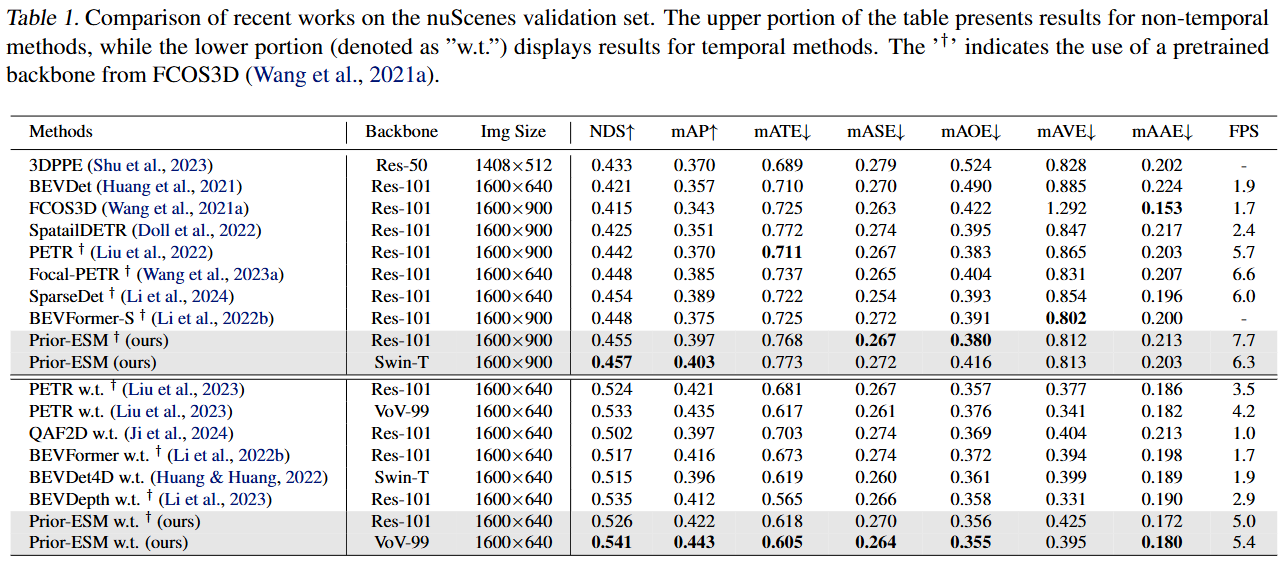 Table 1. Comparison of recent works on the nuScenes validation set. The upper portion of the table presents results for non-temporal
methods, while the lower portion (denoted as ”w.t.”) displays results for temporal methods. The ’†’ indicates the use of a pretrained
backbone from FCOS3D (Wang et al., 2021a).
Methods Backbone Img Size NDS↑ mAP↑ mATE↓ mASE↓ mAOE↓ mAVE↓ mAAE↓ FPS
3DPPE (Shu et al., 2023) Res-50 1408×512 0.433 0.370 0.689 0.279 0.524 0.828 0.202 -
BEVDet (Huang et al., 2021) Res-101 1600×640 0.421 0.357 0.710 0.270 0.490 0.885 0.224 1.9
FCOS3D (Wang et al., 2021a) Res-101 1600×900 0.415 0.343 0.725 0.263 0.422 1.292 0.153 1.7
SpatailDETR (Doll et al., 2022) Res-101 1600×900 0.425 0.351 0.772 0.274 0.395 0.847 0.217 2.4
PETR † (Liu et al., 2022) Res-101 1600×900 0.442 0.370 0.711 0.267 0.383 0.865 0.203 5.7
Focal-PETR † (Wang et al., 2023a) Res-101 1600×640 0.448 0.385 0.737 0.265 0.404 0.831 0.207 6.6
SparseDet † (Li et al., 2024) Res-101 1600×640 0.454 0.389 0.722 0.254 0.393 0.854 0.196 6.0
BEVFormer-S † (Li et al., 2022b) Res-101 1600×640 0.448 0.375 0.725 0.272 0.391 0.802 0.200 -
Prior-ESM † (ours) Res-101 1600×900 0.455 0.397 0.768 0.267 0.380 0.812 0.213 7.7
Prior-ESM (ours) Swin-T 1600×900 0.457 0.403 0.773 0.272 0.416 0.813 0.203 6.3
PETR w.t. † (Liu et al., 2023) Res-101 1600×640 0.524 0.421 0.681 0.267 0.357 0.377 0.186 3.5
PETR w.t. (Liu et al., 2023) VoV-99 1600×640 0.533 0.435 0.617 0.261 0.376 0.341 0.182 4.2
QAF2D w.t. (Ji et al., 2024) Res-101 1600×640 0.502 0.397 0.703 0.274 0.369 0.404 0.213 1.0
BEVFormer w.t. † (Li et al., 2022b) Res-101 1600×640 0.517 0.416 0.673 0.274 0.372 0.394 0.198 1.7
BEVDet4D w.t. (Huang & Huang, 2022) Swin-T 1600×640 0.515 0.396 0.619 0.260 0.361 0.399 0.189 1.9
BEVDepth w.t. † (Li et al., 2023) Res-101 1600×640 0.535 0.412 0.565 0.266 0.358 0.331 0.190 2.9
Prior-ESM w.t. † (ours) Res-101 1600×640 0.526 0.422 0.618 0.270 0.356 0.425 0.172 5.0
Prior-ESM w.t. (ours) VoV-99 1600×640 0.541 0.443 0.605 0.264 0.355 0.395 0.180 5.4